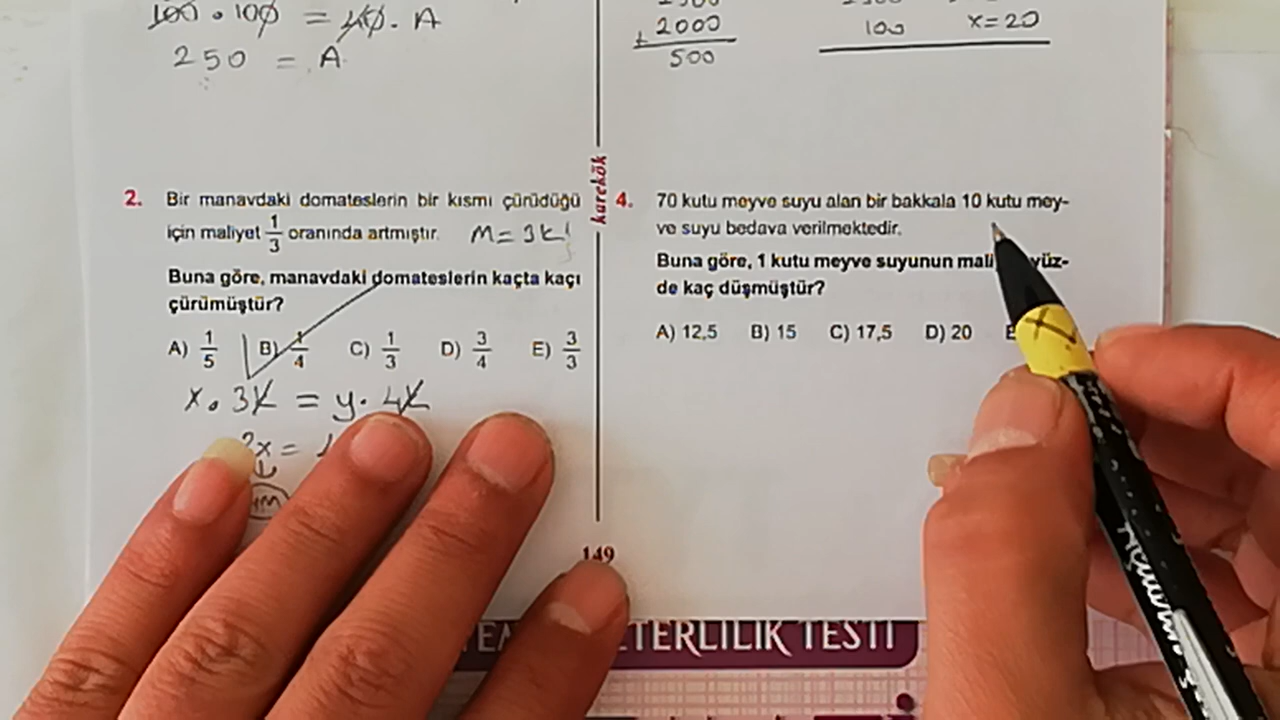 100 . 100 = 40 . A
250 = A
2000
500
100 x=20
2. Bir manavdaki domateslerin bir kısmı çürüdüğü
için maliyet 1/3 oranında artmıştır. M=3k
Buna göre, manavdaki domateslerin kaçta kaçı
çürümüştür?
A) 1/5 B) 1/4 C) 1/3 D) 3/4 E) 3/3
x . 3k = y . 4k
karekök
4. 70 kutu meyve suyu alan bir bakkala 10 kutu mey-
ve suyu bedava verilmektedir.
Buna göre, 1 kutu meyve suyunun yüz-
de kaç düşmüştür?
A) 12,5 B) 15 C) 17,5 D) 20
149
TESTİ